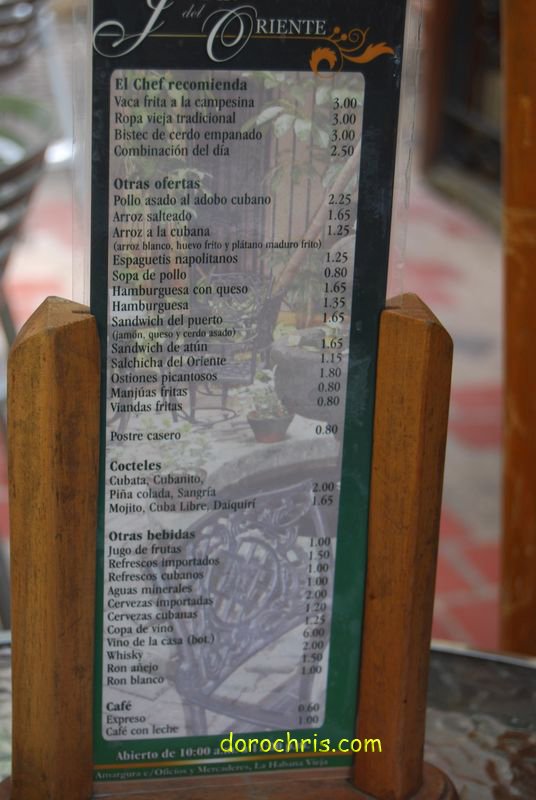 J
del ORIENTE
El Chef recomienda
Vaca frita a la campesina 3.00
Ropa vieja tradicional 3.00
Bistec de cerdo empanado 3.00
Combinación del día 2.50
Otras ofertas
Pollo asado al adobo cubano 2.25
Arroz salteado 1.65
Arroz a la cubana 1.25
(arroz blanco, huevo frito y plátano maduro frito)
Espaguetis napolitanos 1.25
Sopa de pollo 0.80
Hamburguesa con queso 1.65
Hamburguesa 1.35
Sandwich del puerto 1.65
(jamón, queso y cerdo asado)
Sandwich de atún 1.65
Salchicha del Oriente 1.15
Ostiones picantosos 1.80
Manjúas fritas 0.80
Viandas fritas 0.80
Postre casero 0.80
Cocteles
Cubata, Cubanito,
Piña colada, Sangría 2.00
Mojito, Cuba Libre, Daiquirí 1.65
Otras bebidas
Jugo de frutas 1.00
Refrescos importados 1.50
Refrescos cubanos 1.00
Aguas minerales 1.00
Cervezas importadas 2.00
Cervezas cubanas 1.20
Copa de vino 1.25
Vino de la casa (bot.) 6.00
Whisky 2.00
Ron añejo 1.50
Ron blanco 1.00
Café
Expreso 0.60
Café con leche 1.00
Abierto de 10:00 a.
dorochris.com
Amargura e/Oficios y Mercaderes, La Habana Vieja